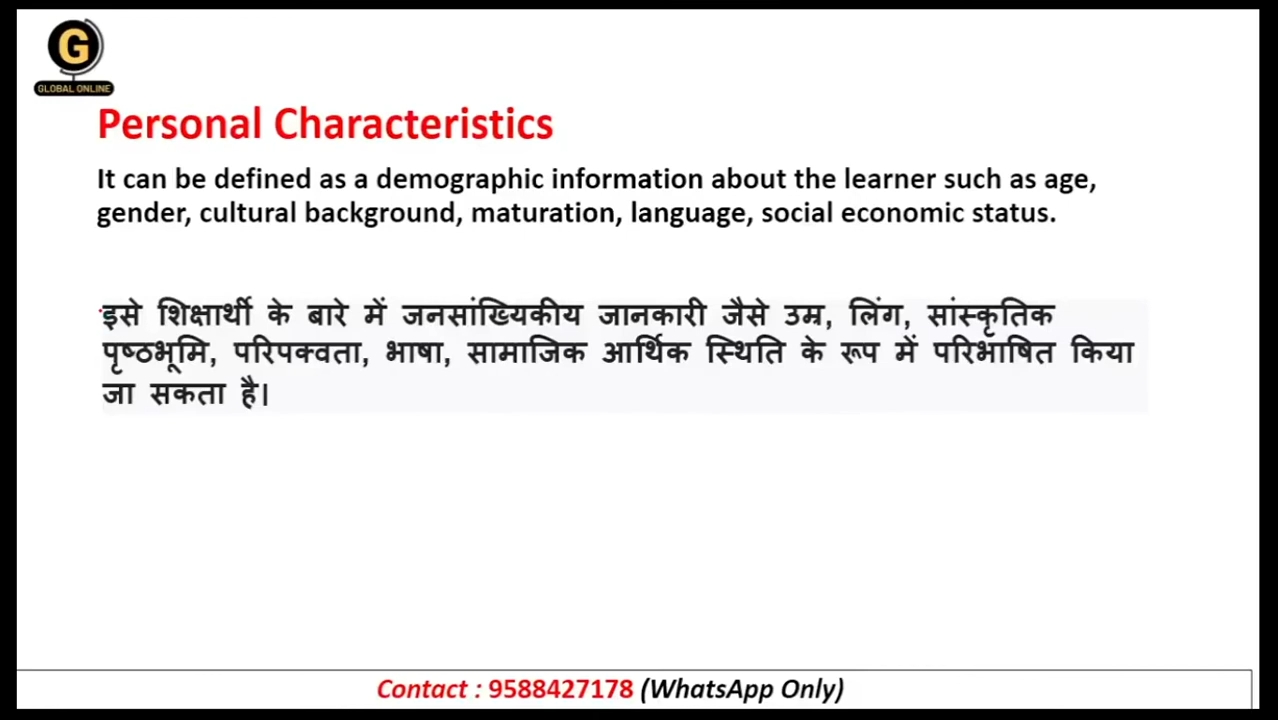 G
GLOBAL ONLINE
Personal Characteristics
It can be defined as a demographic information about the learner such as age,
gender, cultural background, maturation, language, social economic status.
इसे शिक्षार्थी के बारे में जनसांख्यिकीय जानकारी जैसे उम्र, लिंग, सांस्कृतिक
पृष्ठभूमि, परिपक्वता, भाषा, सामाजिक आर्थिक स्थिति के रूप में परिभाषित किया
जा सकता है।
Contact : 9588427178 (WhatsApp Only)